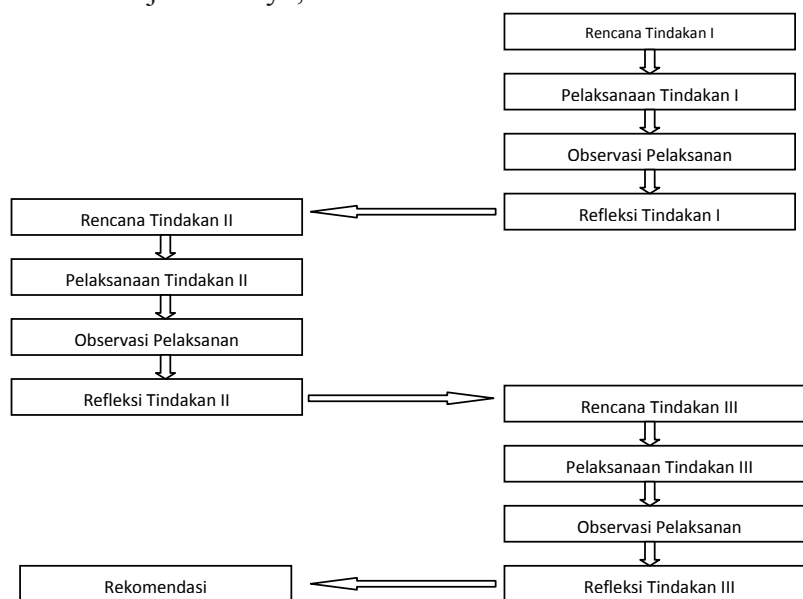 Rencana Tindakan I
Pelaksanaan Tindakan I
Observasi Pelaksanan
Refleksi Tindakan I
Rencana Tindakan II
Pelaksanaan Tindakan II
Observasi Pelaksanan
Refleksi Tindakan II
Rencana Tindakan III
Pelaksanaan Tindakan III
Observasi Pelaksanan
Refleksi Tindakan III
Rekomendasi